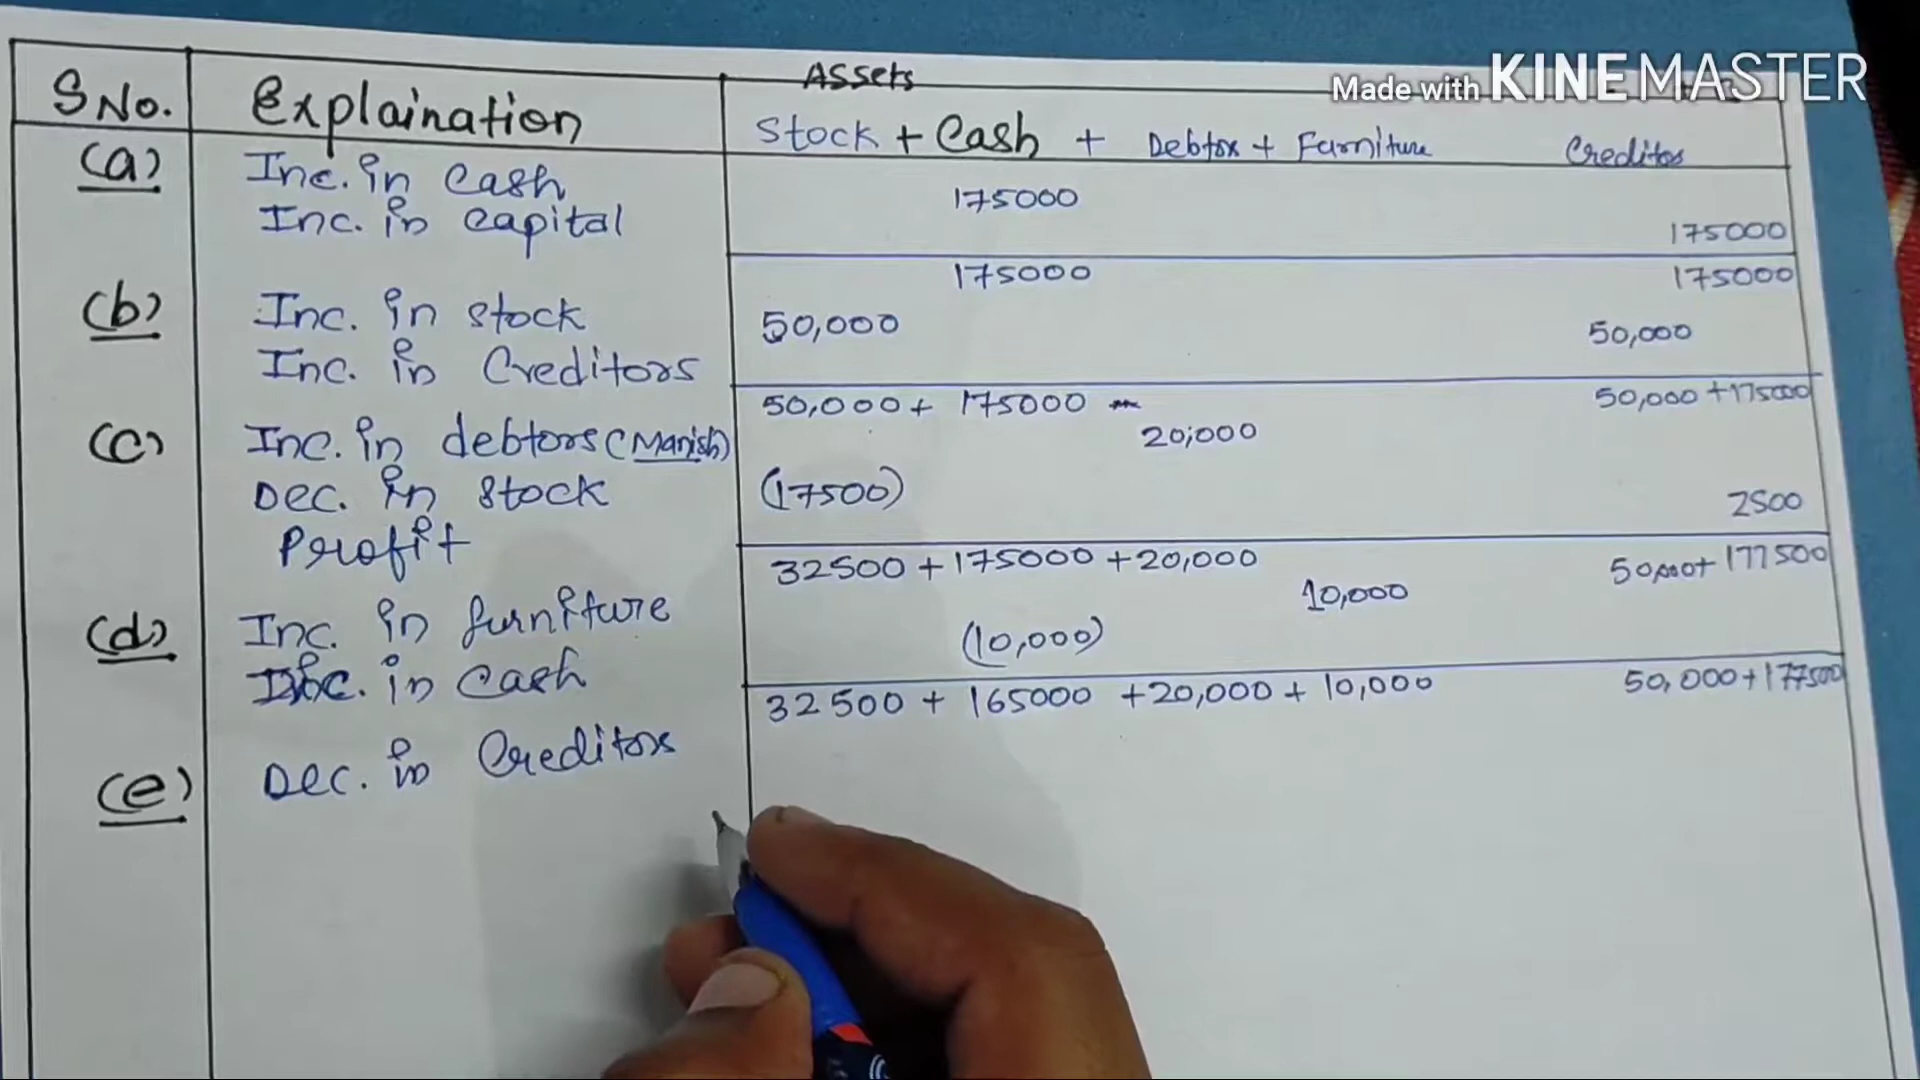 Made with KINEMASTER
Assets
S No. Explaination Stock + Cash + Debtox + Furniture Creditos
(a) Inc. in cash 175000
Inc. in capital 175000
175000 175000
(b) Inc. in stock 50,000 50,000
Inc. in Creditors
50,000 + 175000 50,000 + 175000
(c) Inc. in debtors (Manish) 20,000
Dec. in stock (17500) 2500
Profit
32500 + 175000 + 20,000 50,000 + 177500
(d) Inc. in furniture 10,000
Dec. in cash (10,000)
32500 + 165000 + 20,000 + 10,000 50,000 + 177500
(e) Dec. in Creditors